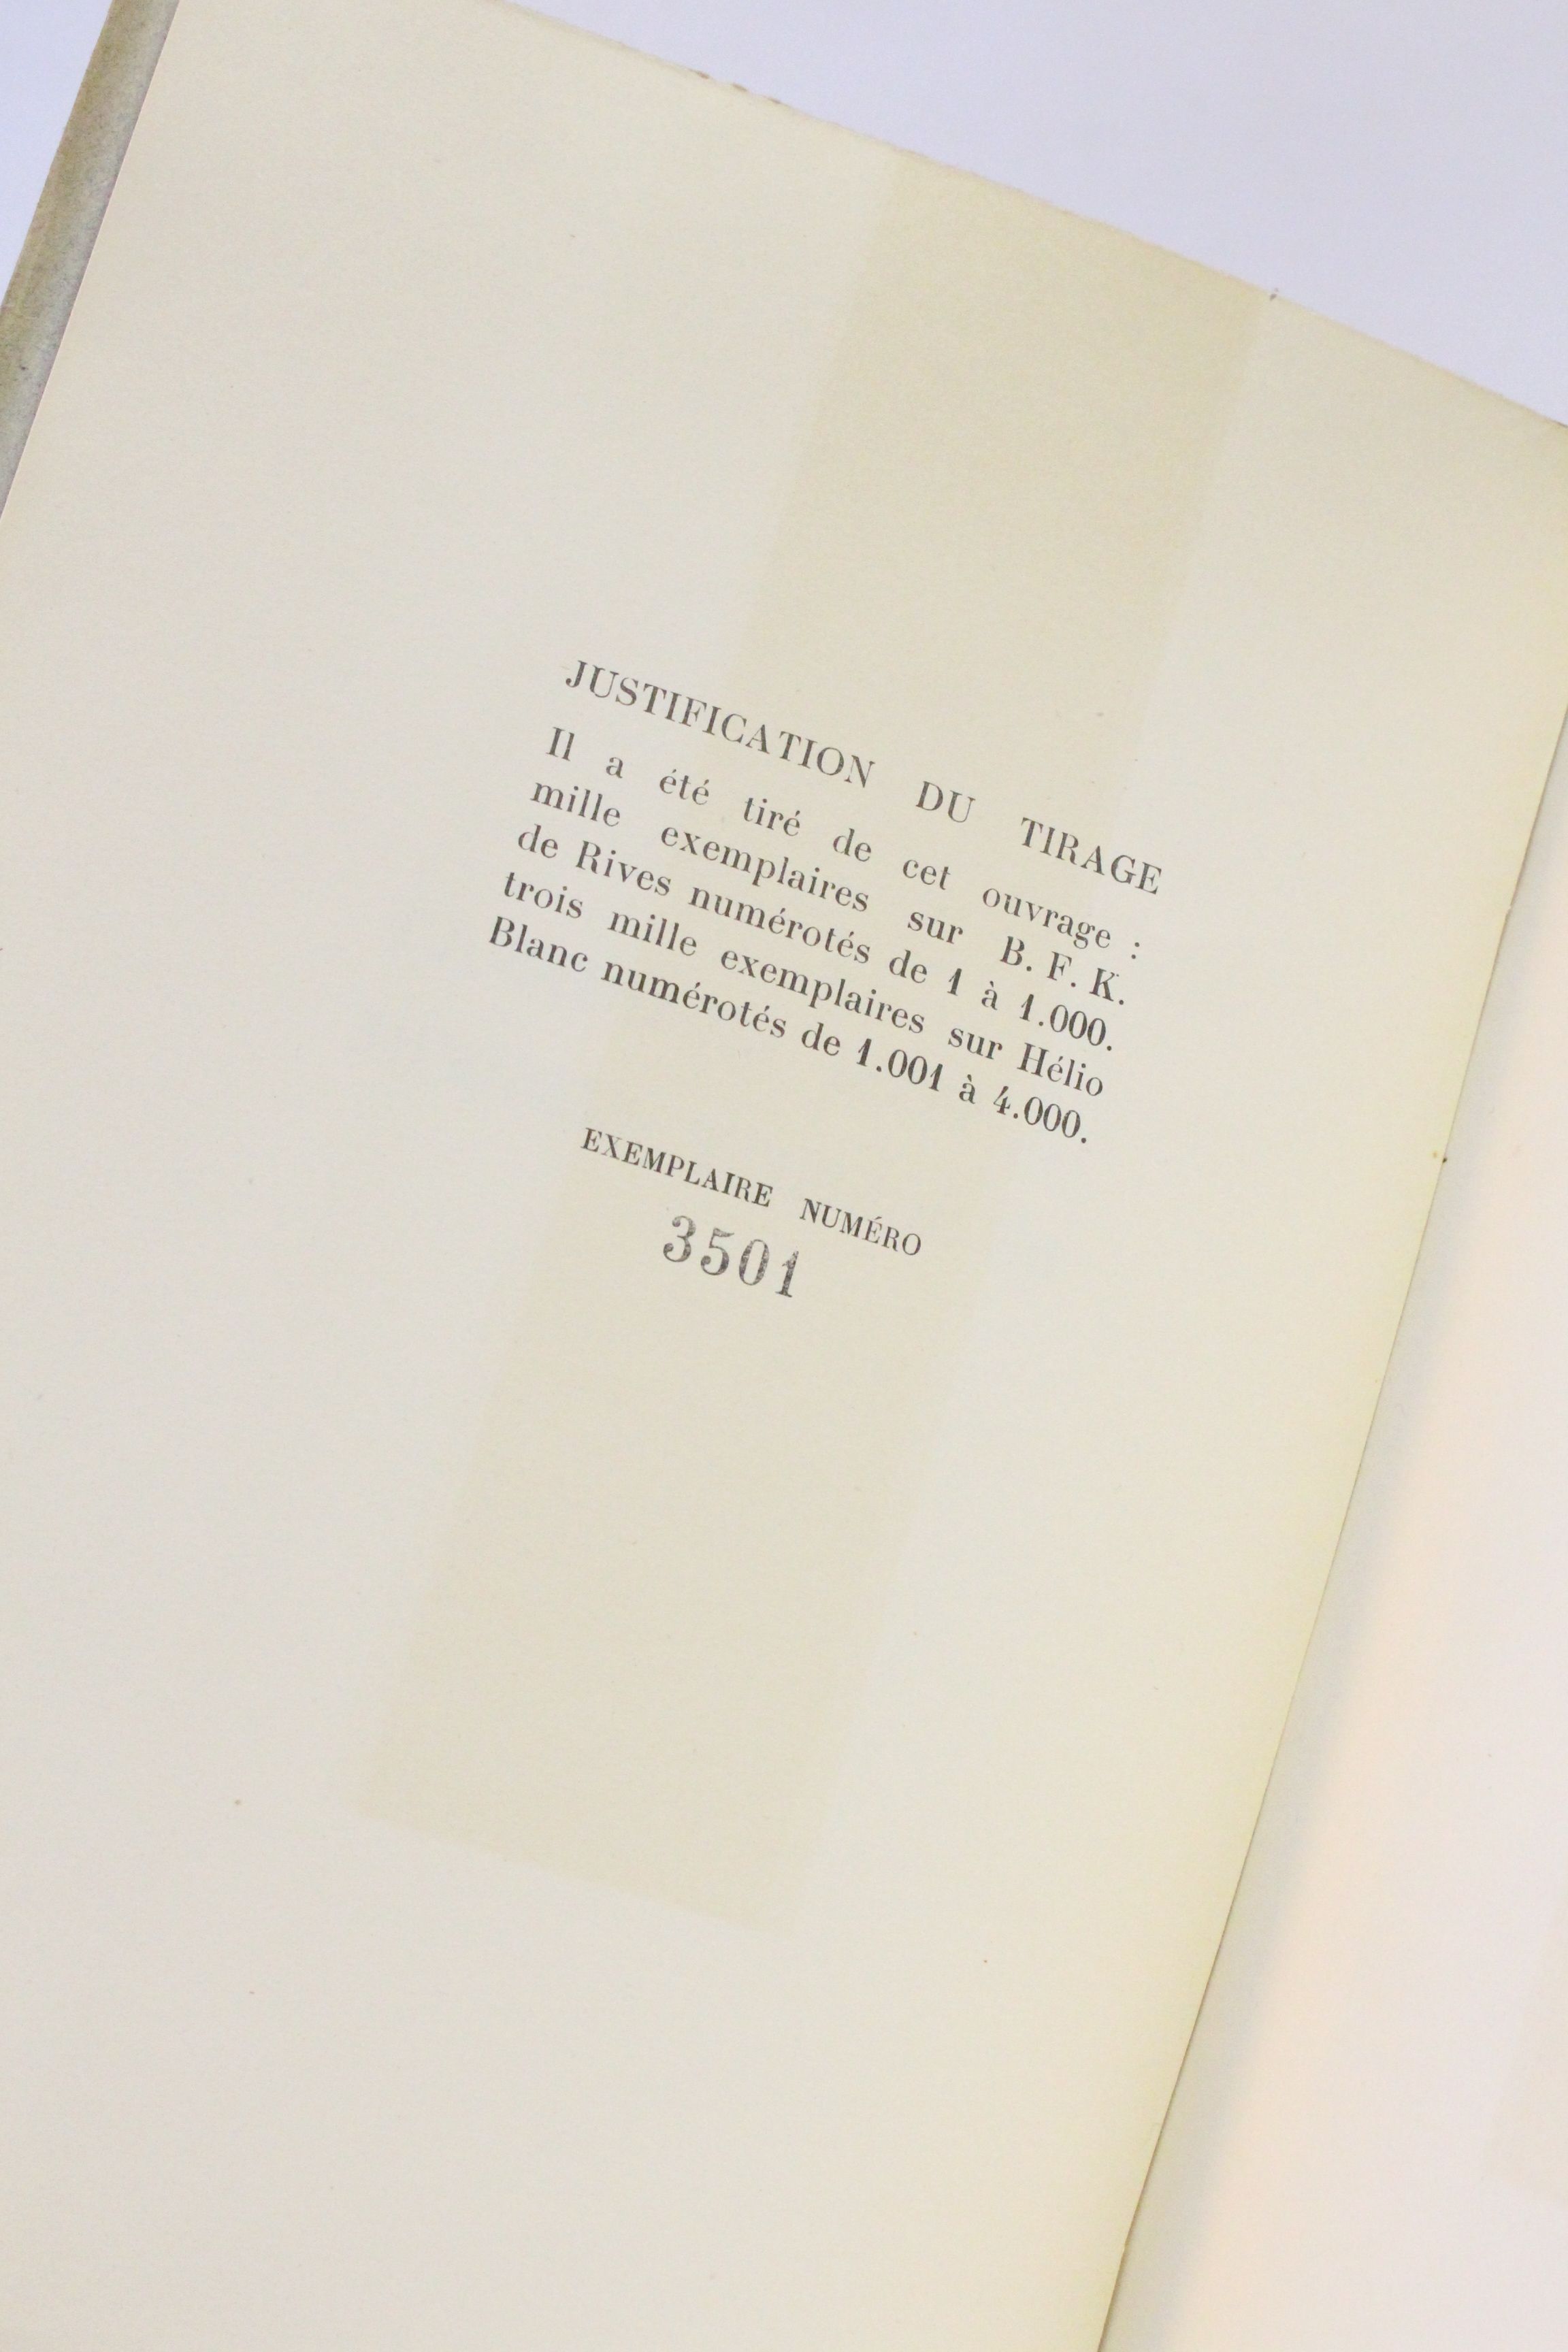 JUSTIFICATION DU TIRAGE
Il a été tiré de cet ouvrage :
mille exemplaires sur B. F. K.
de Rives numérotés de 1 à 1.000.
trois mille exemplaires sur Hélio
Blanc numérotés de 1.001 à 4.000.
EXEMPLAIRE NUMÉRO
3501